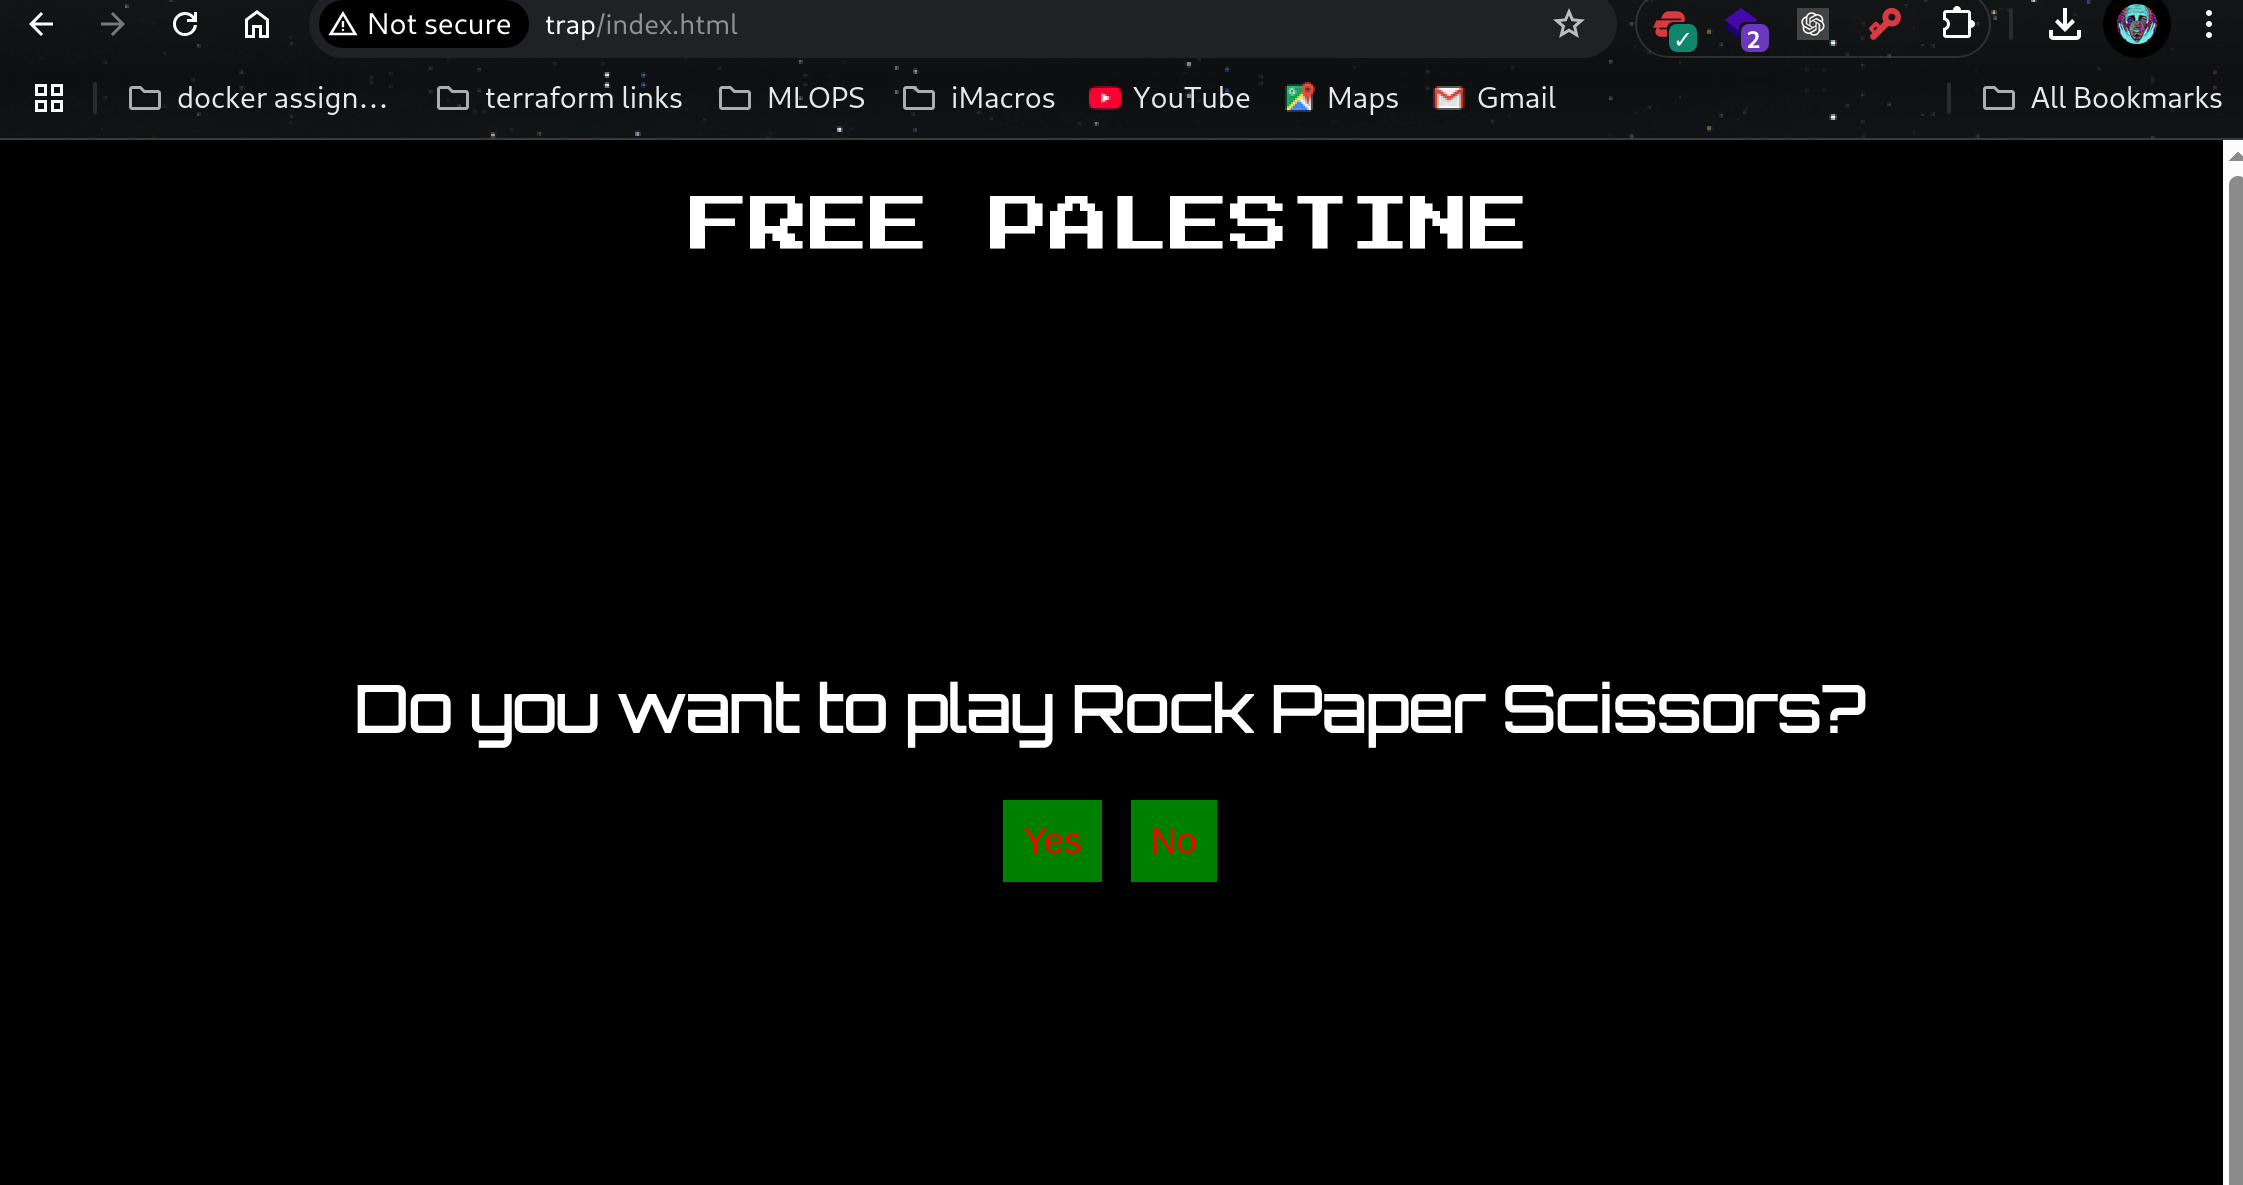 Not secure trap/index.html
2
docker assign... terraform links MLOPS iMacros YouTube Maps Gmail All Bookmarks
FREE PALESTINE
Do you want to play Rock Paper Scissors?
Yes No